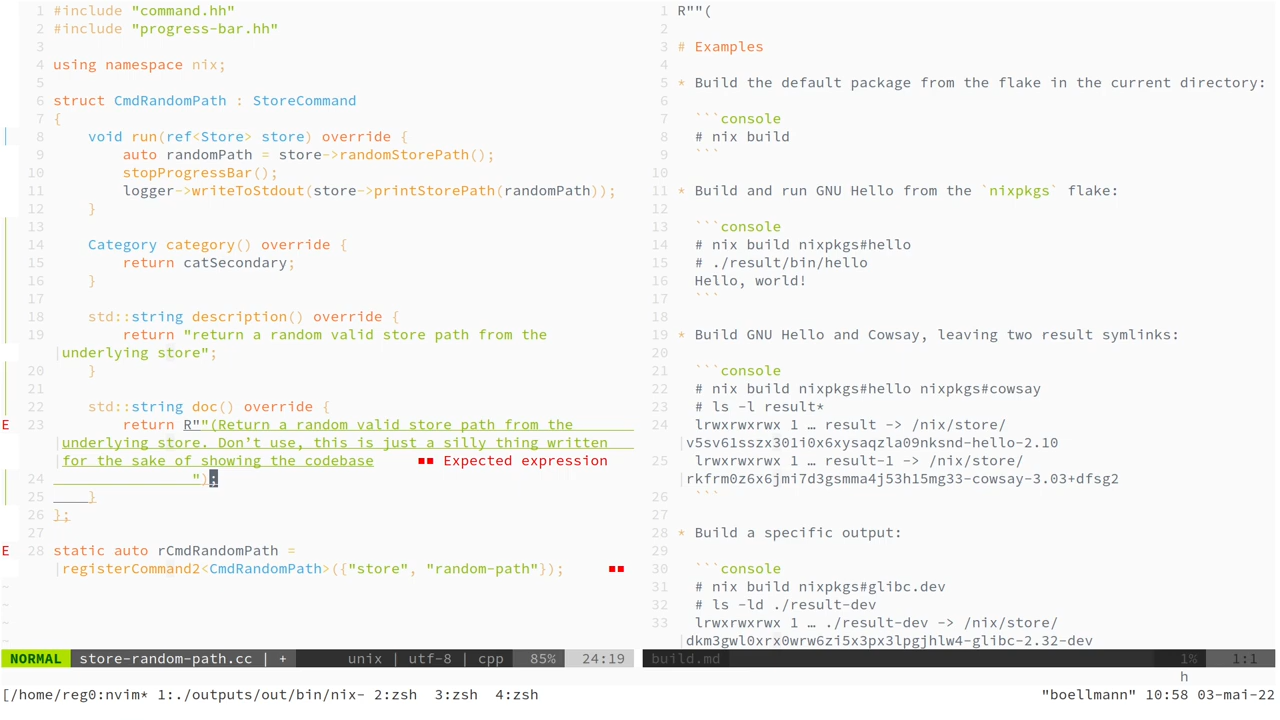 1 #include "command.hh"
2 #include "progress-bar.hh"
3
4 using namespace nix;
5
6 struct CmdRandomPath : StoreCommand
7 {
8     void run(ref<Store> store) override {
9         auto randomPath = store->randomStorePath();
10         stopProgressBar();
11         logger->writeToStdout(store->printStorePath(randomPath));
12     }
13
14     Category category() override {
15         return catSecondary;
16     }
17
18     std::string description() override {
19         return "return a random valid store path from the
|underlying store";
20     }
21
22     std::string doc() override {
E 23         return R""(Return a random valid store path from the
|underlying store. Don’t use, this is just a silly thing written
|for the sake of showing the codebase     ■■ Expected expression
24                 ");
25     }
26 };
27
E 28 static auto rCmdRandomPath =
|registerCommand2<CmdRandomPath>({"store", "random-path"});     ■■
~
~
~
~
NORMAL store-random-path.cc | + unix | utf-8 | cpp 85% 24:19
1 R""(
2
3 # Examples
4
5 * Build the default package from the flake in the current directory:
6
7   ```console
8   # nix build
9   ```
10
11 * Build and run GNU Hello from the `nixpkgs` flake:
12
13   ```console
14   # nix build nixpkgs#hello
15   # ./result/bin/hello
16   Hello, world!
17   ```
18
19 * Build GNU Hello and Cowsay, leaving two result symlinks:
20
21   ```console
22   # nix build nixpkgs#hello nixpkgs#cowsay
23   # ls -l result*
24   lrwxrwxrwx 1 … result -> /nix/store/
|v5sv61sszx301i0x6xysaqzla09nksnd-hello-2.10
25   lrwxrwxrwx 1 … result-1 -> /nix/store/
|rkfrm0z6x6jmi7d3gsmma4j53h15mg33-cowsay-3.03+dfsg2
26   ```
27
28 * Build a specific output:
29
30   ```console
31   # nix build nixpkgs#glibc.dev
32   # ls -ld ./result-dev
33   lrwxrwxrwx 1 … ./result-dev -> /nix/store/
|dkm3gwl0xrx0wrw6zi5x3px3lpgjhlw4-glibc-2.32-dev
build.md 1% 1:1
h
[/home/reg0:nvim* 1:./outputs/out/bin/nix- 2:zsh  3:zsh  4:zsh
"boellmann" 10:58 03-mai-22